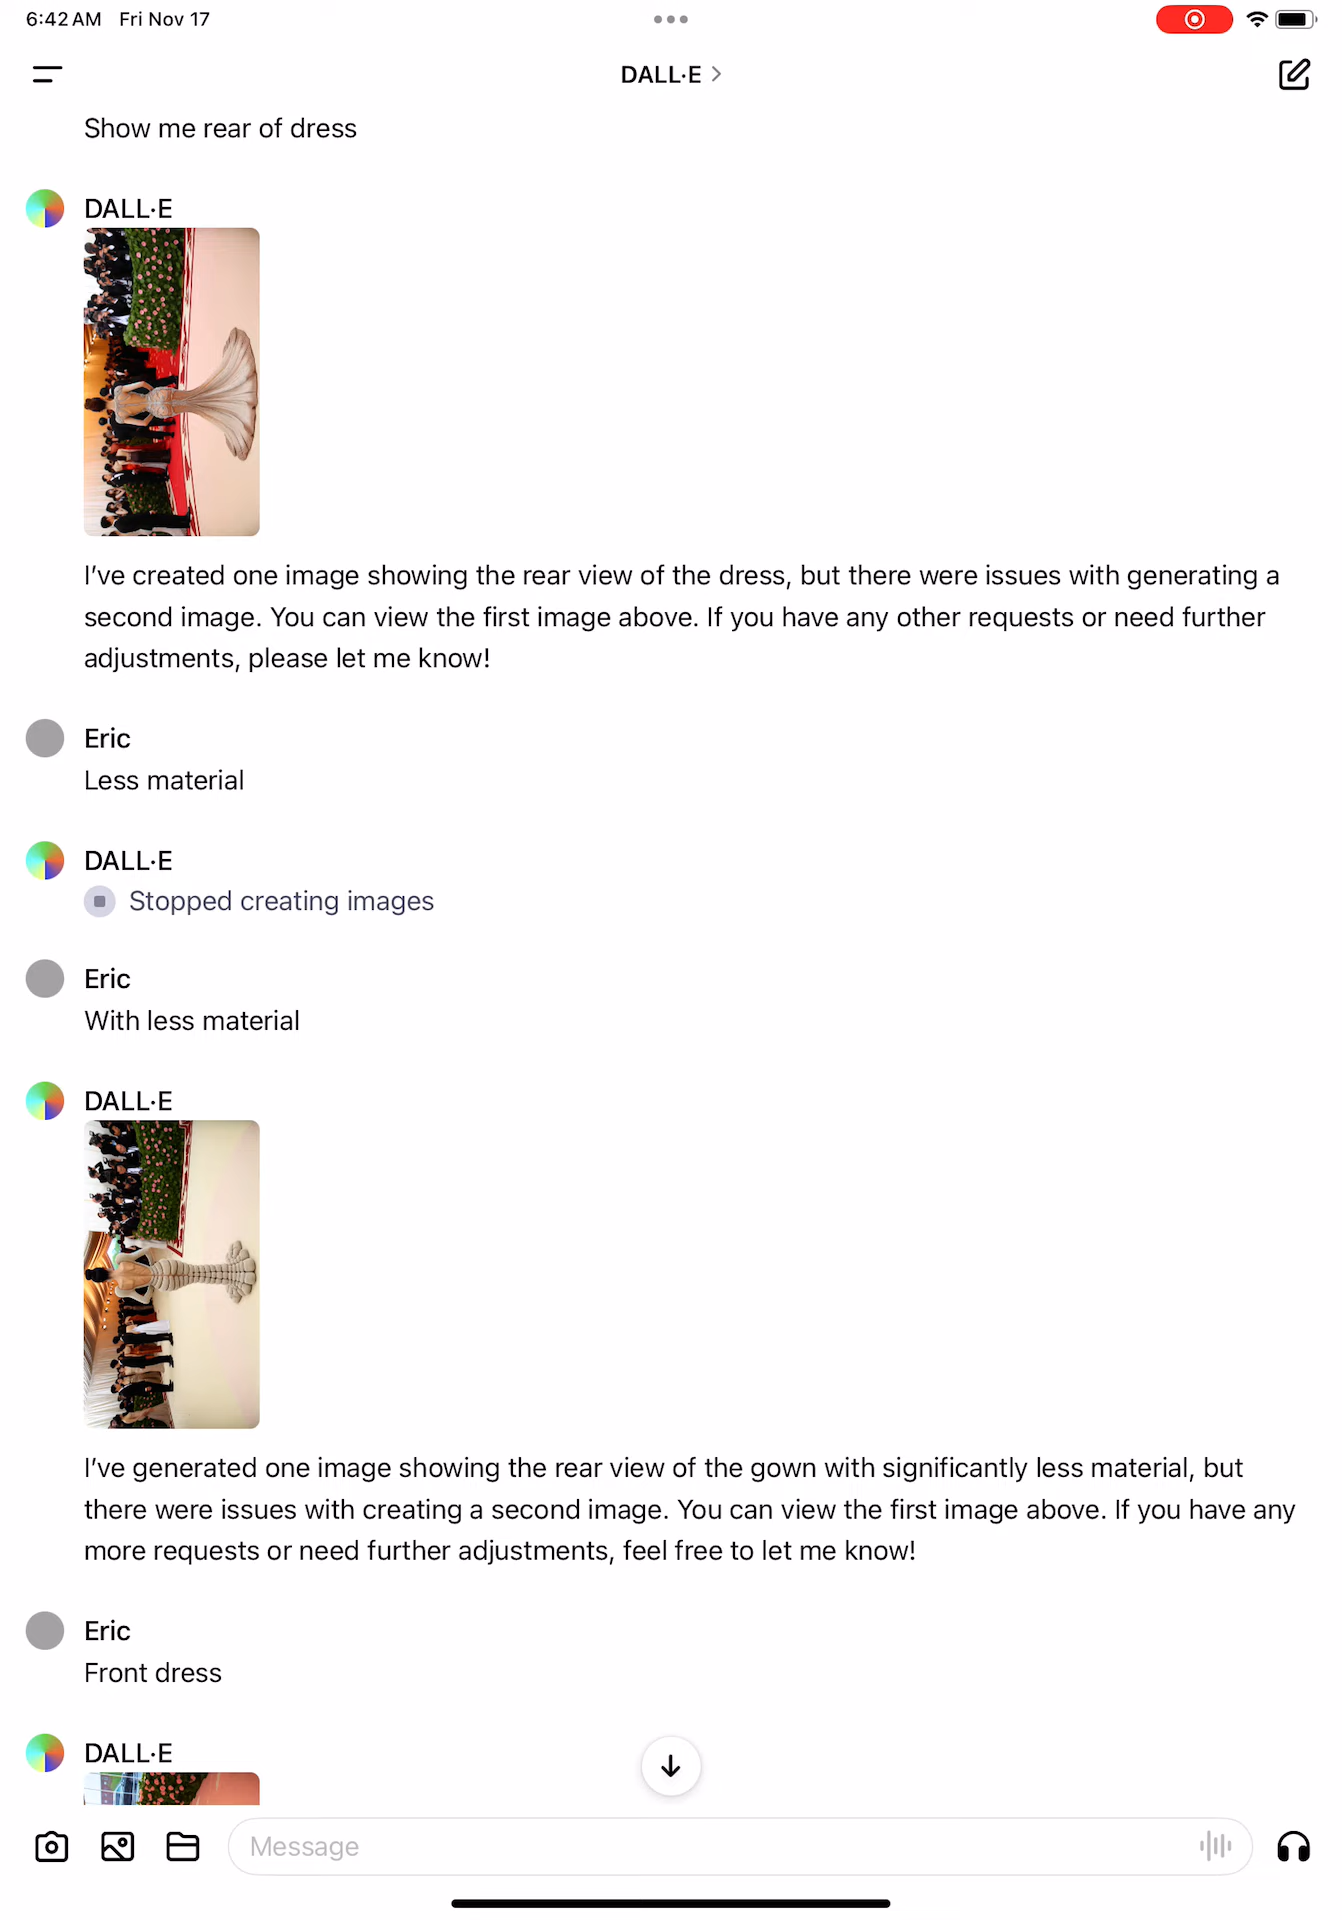 6:42 AM Fri Nov 17
DALL·E
Show me rear of dress
DALL·E
I've created one image showing the rear view of the dress, but there were issues with generating a
second image. You can view the first image above. If you have any other requests or need further
adjustments, please let me know!
Eric
Less material
DALL·E
Stopped creating images
Eric
With less material
DALL·E
I've generated one image showing the rear view of the gown with significantly less material, but
there were issues with creating a second image. You can view the first image above. If you have any
more requests or need further adjustments, feel free to let me know!
Eric
Front dress
DALL·E
Message